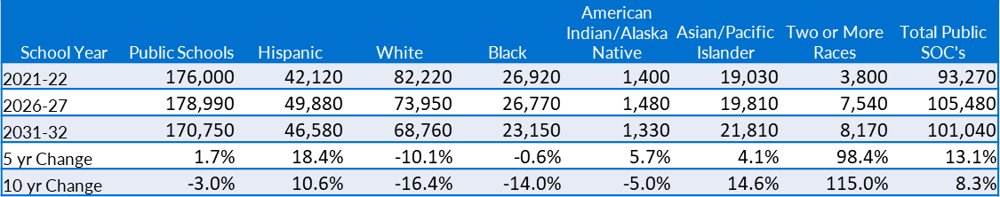 School Year Public Schools Hispanic White Black American Indian/Alaska Native Asian/Pacific Islander Two or More Races Total Public SOC's
2021-22 176,000 42,120 82,220 26,920 1,400 19,030 3,800 93,270
2026-27 178,990 49,880 73,950 26,770 1,480 19,810 7,540 105,480
2031-32 170,750 46,580 68,760 23,150 1,330 21,810 8,170 101,040
5 yr Change 1.7% 18.4% -10.1% -0.6% 5.7% 4.1% 98.4% 13.1%
10 yr Change -3.0% 10.6% -16.4% -14.0% -5.0% 14.6% 115.0% 8.3%